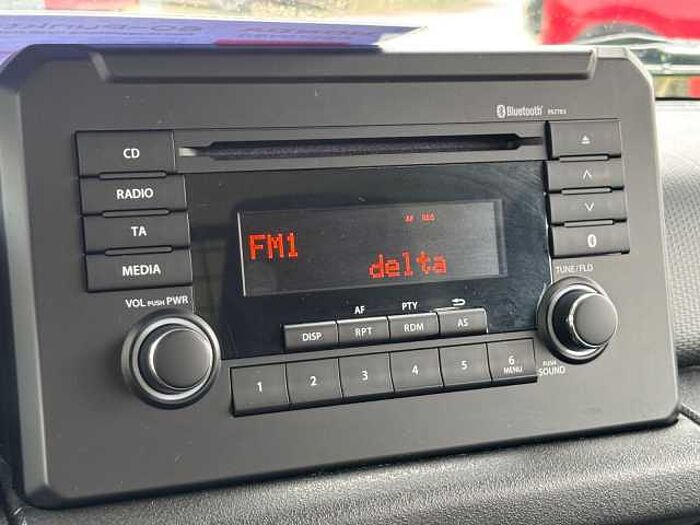 Bluetooth
CD
RADIO
TA
MEDIA
AF REG
FM1
delta
VOL PUSH PWR
TUNE/FLD
AF
PTY
DISP
RPT
RDM
AS
1
2
3
4
5
6
MENU
PUSH
SOUND